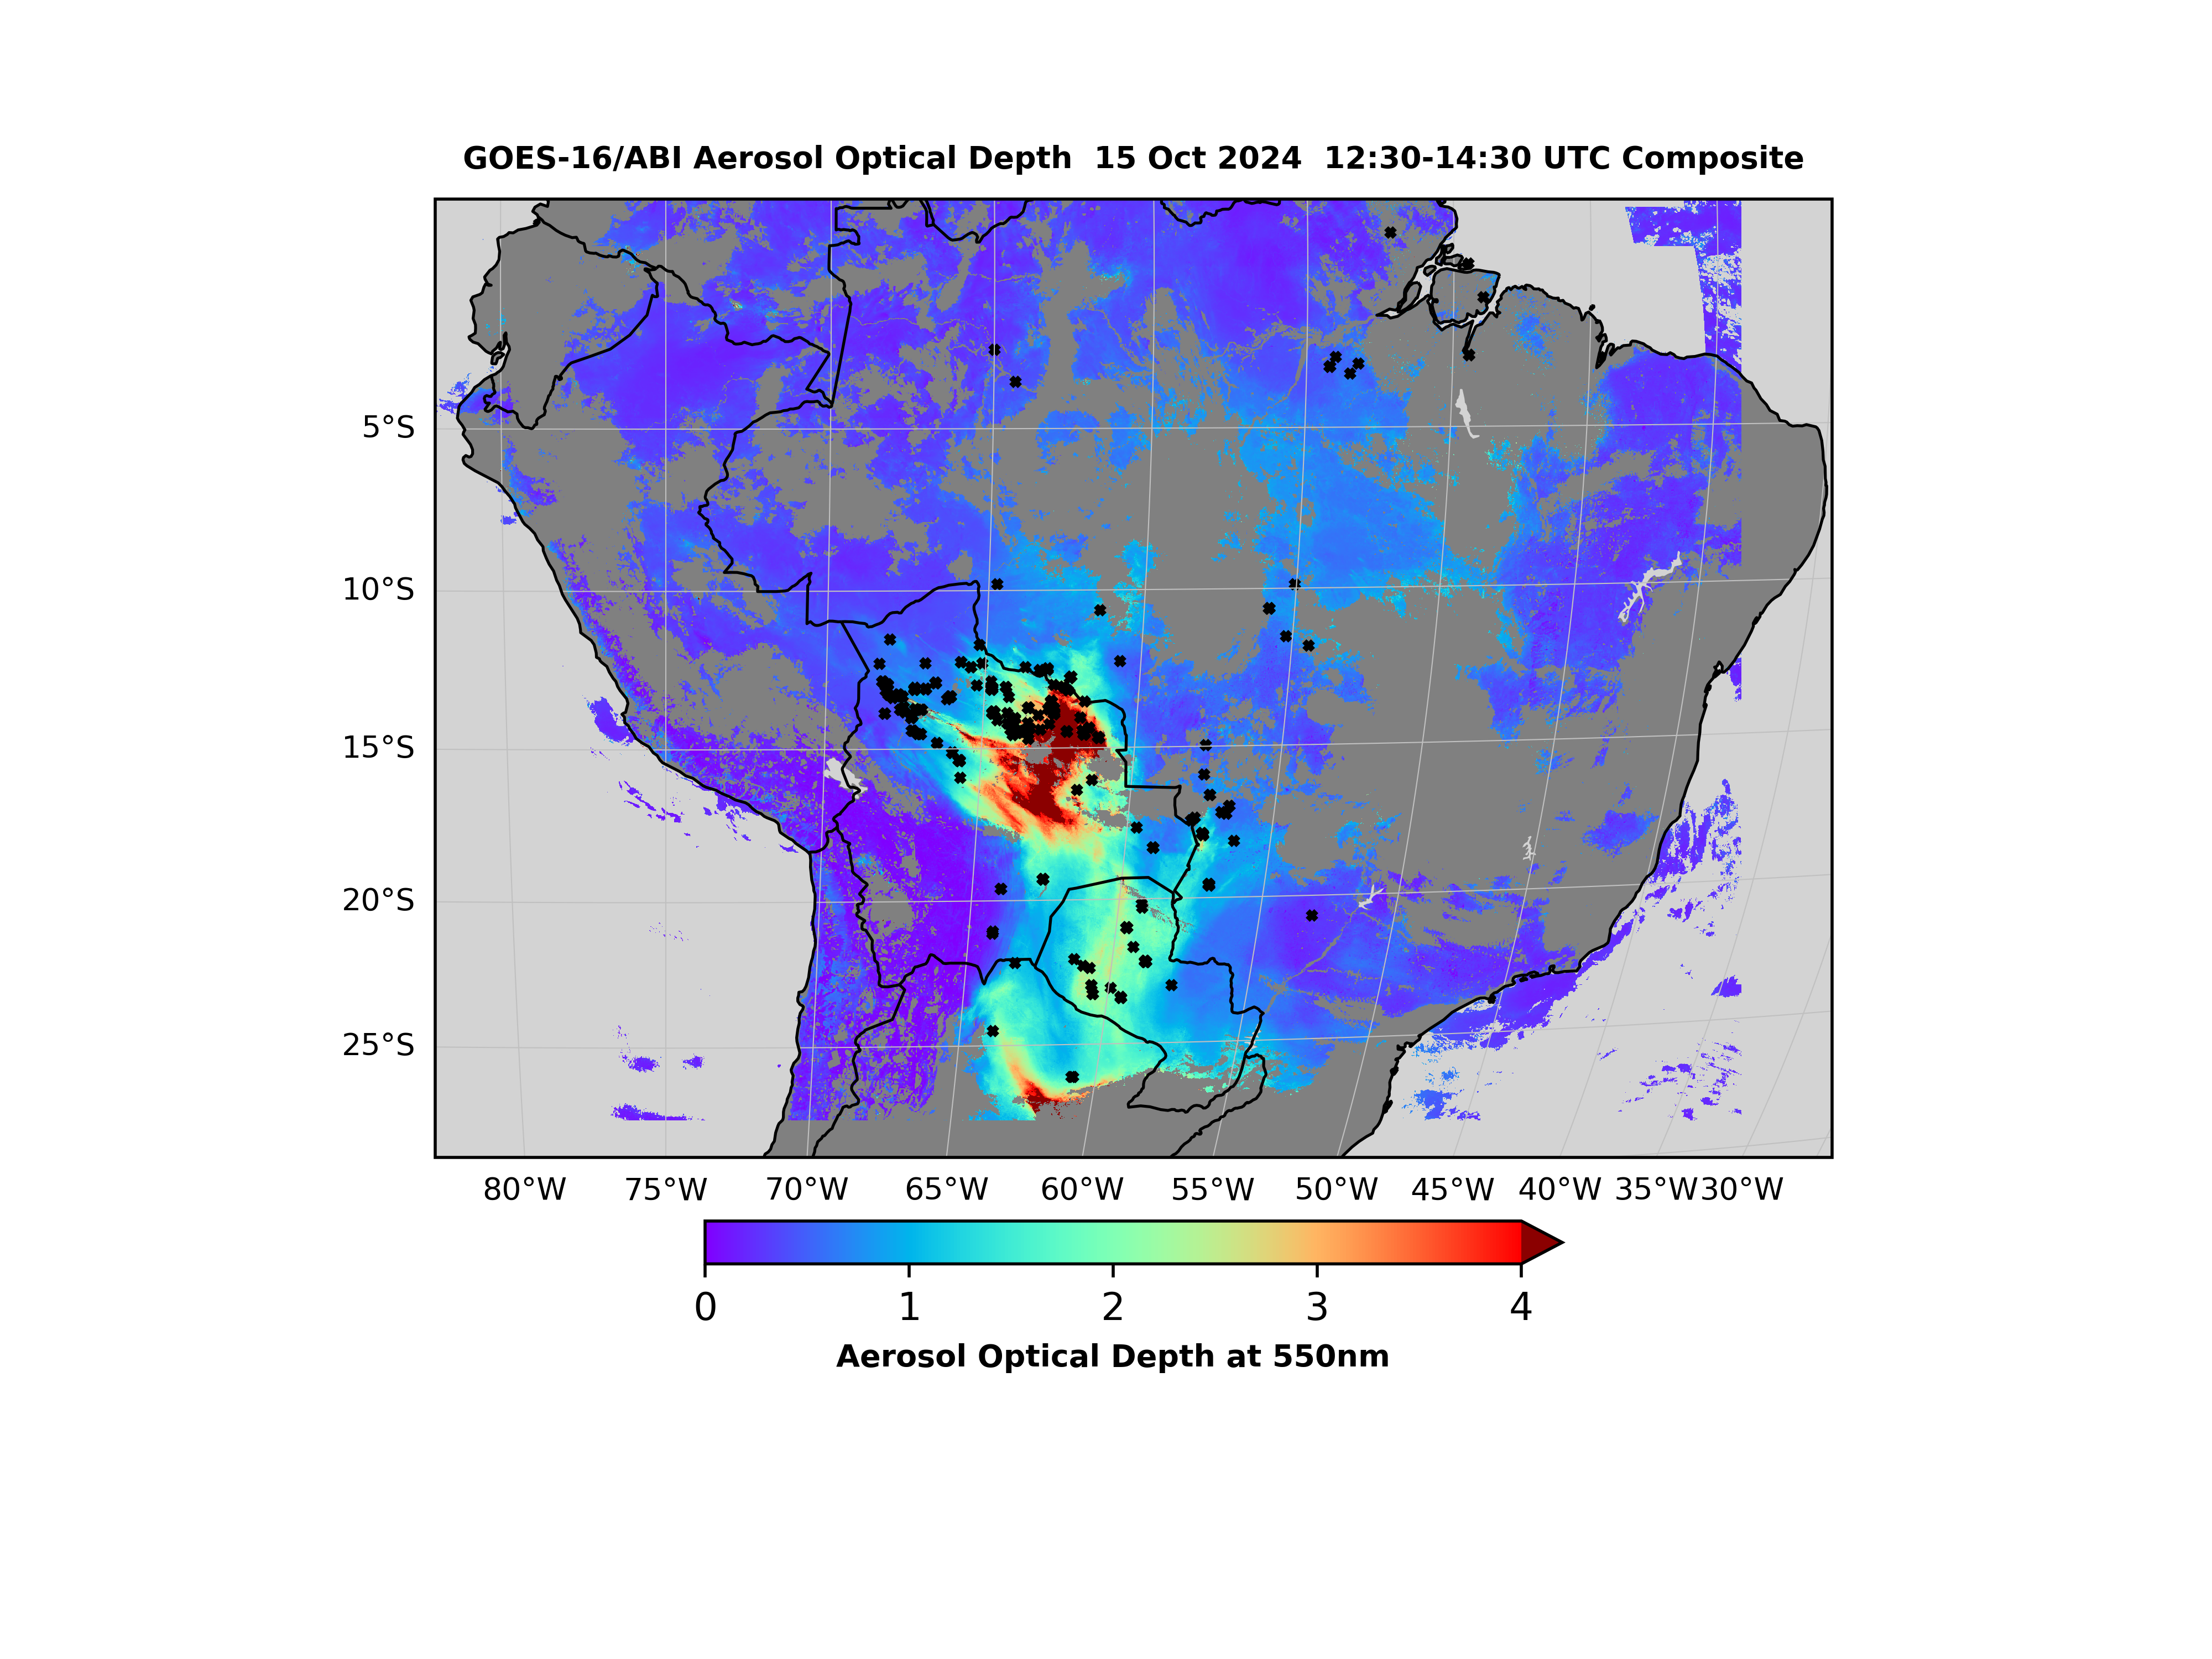 GOES-16/ABI Aerosol Optical Depth  15 Oct 2024  12:30-14:30 UTC Composite
5°S
10°S
15°S
20°S
25°S
80°W 75°W 70°W 65°W 60°W 55°W 50°W 45°W 40°W 35°W 30°W
0 1 2 3 4
Aerosol Optical Depth at 550nm